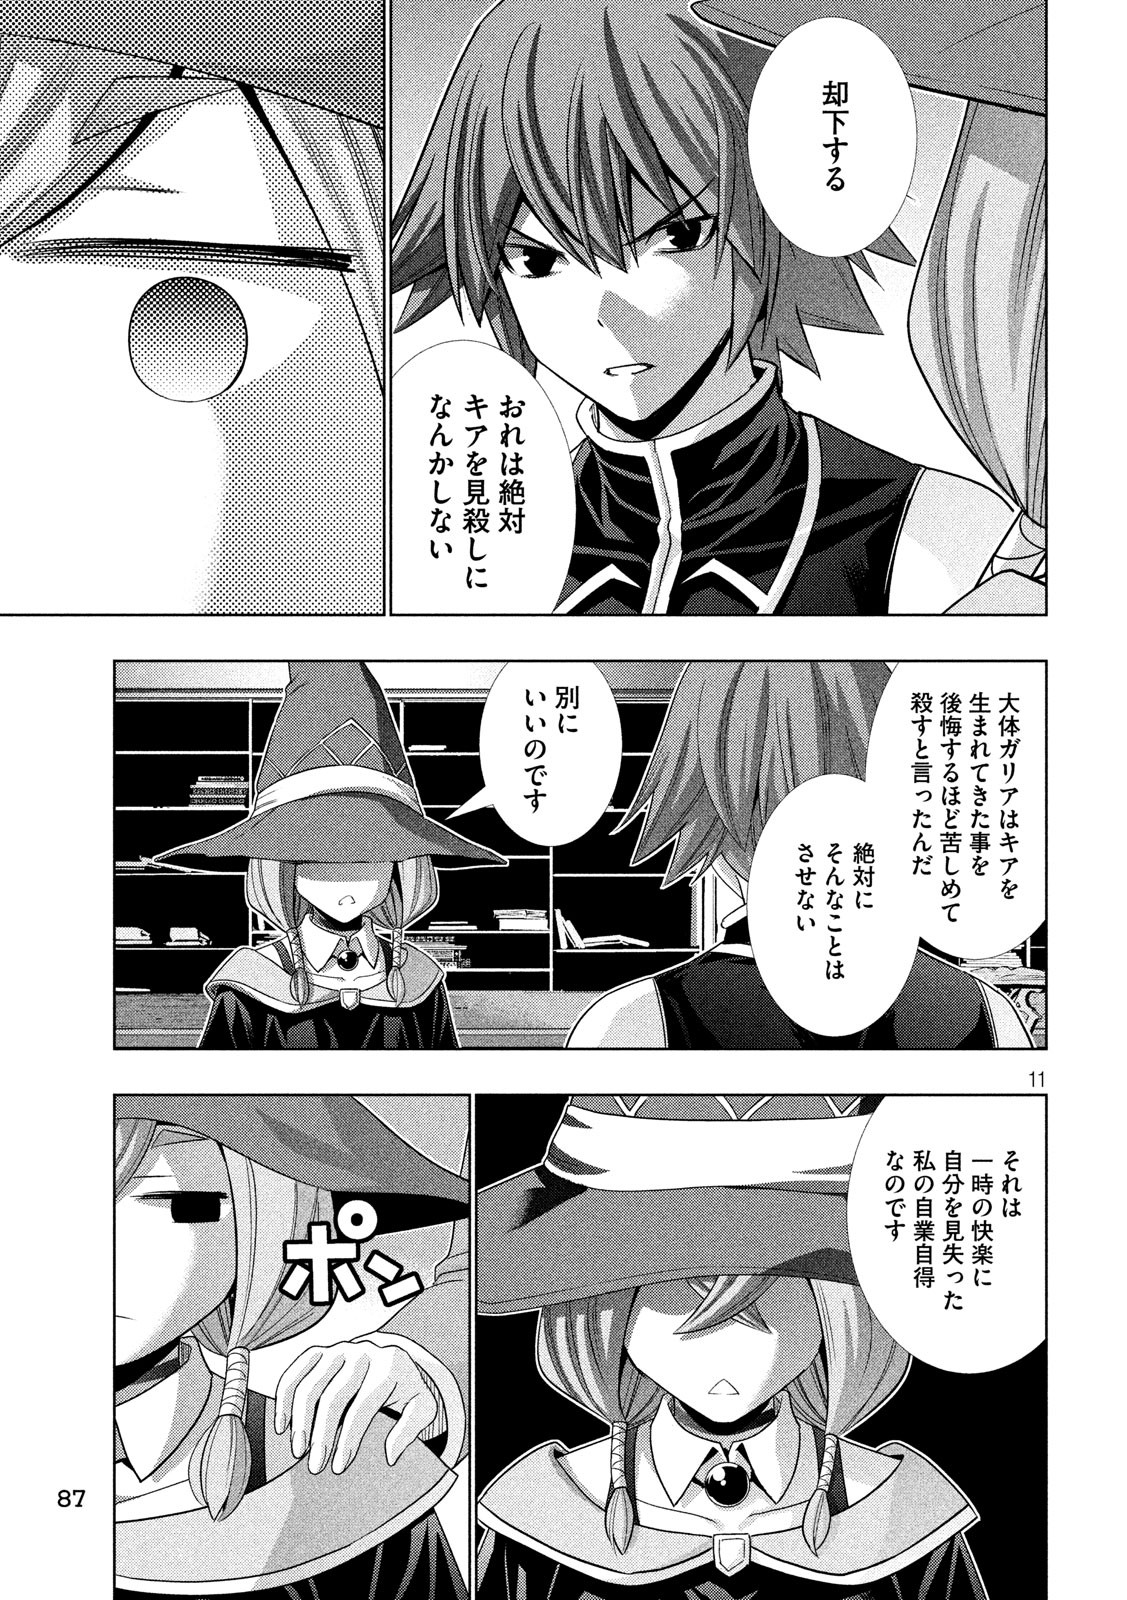 却下する
おれは絶対
キアを見殺しに
なんかしない
大体ガリアはキアを
生まれてきた事を
後悔するほど苦しめて
殺すと言ったんだ
絶対に
そんなことは
させない
別に
いいのです
11
それは
一時の快楽に
自分を見失った
私の自業自得
なのです
ポン
87